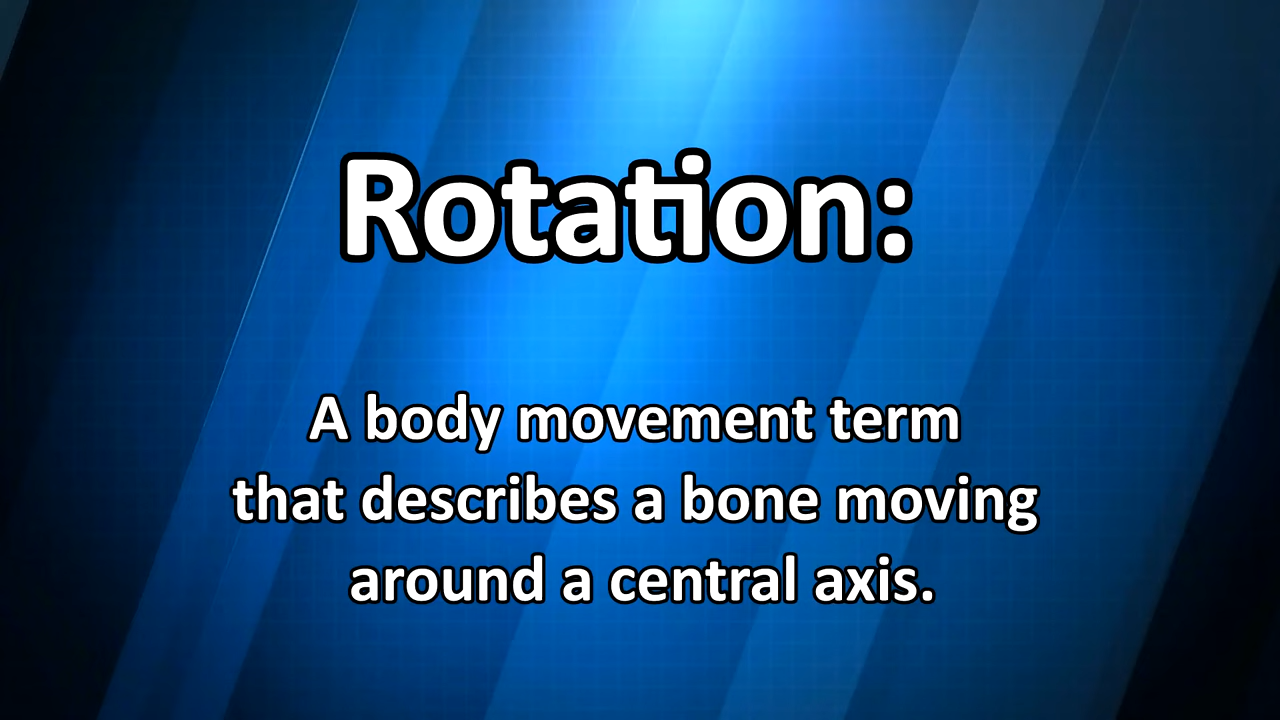 Rotation:
A body movement term
that describes a bone moving
around a central axis.